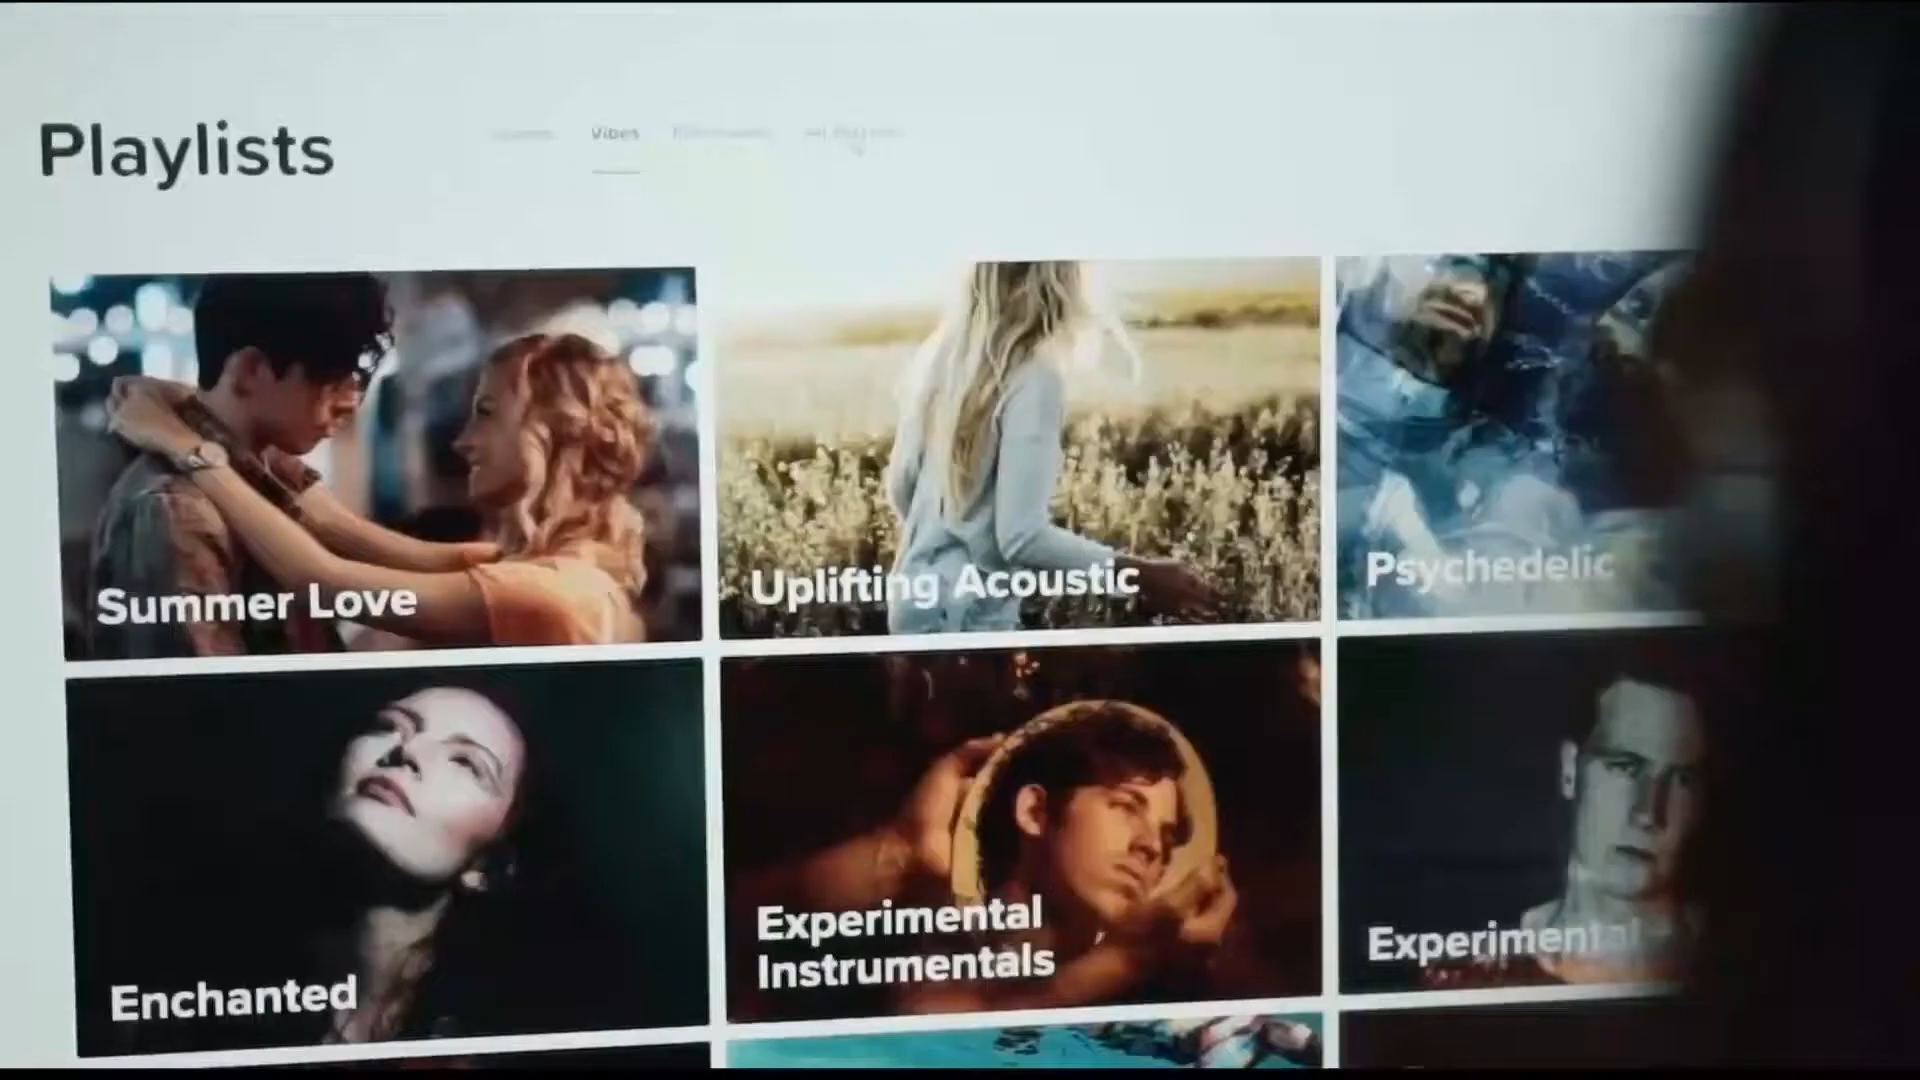 Playlists
Vibes
Summer Love
Uplifting Acoustic
Psychedelic
Enchanted
Experimental
Instrumentals
Experimental